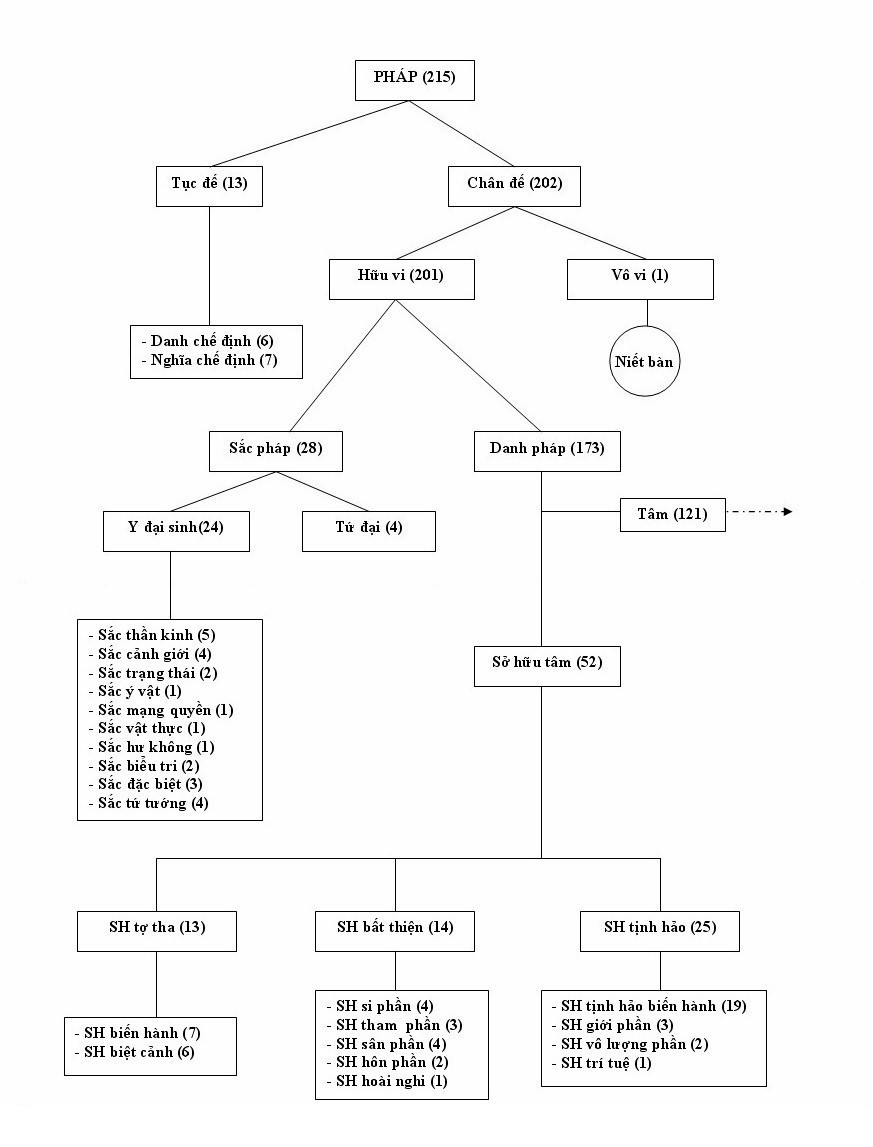 PHÁP (215)
Tục đế (13)
Chân đế (202)
Hữu vi (201)
Vô vi (1)
- Danh chế định (6)
- Nghĩa chế định (7)
Niết bàn
Sắc pháp (28)
Danh pháp (173)
Y đại sinh(24)
Tứ đại (4)
Tâm (121)
- Sắc thần kinh (5)
- Sắc cảnh giới (4)
- Sắc trạng thái (2)
- Sắc ý vật (1)
- Sắc mạng quyền (1)
- Sắc vật thực (1)
- Sắc hư không (1)
- Sắc biểu tri (2)
- Sắc đặc biệt (3)
- Sắc tứ tướng (4)
Sở hữu tâm (52)
SH tợ tha (13)
SH bất thiện (14)
SH tịnh hảo (25)
- SH biến hành (7)
- SH biệt cảnh (6)
- SH si phần (4)
- SH tham phần (3)
- SH sân phần (4)
- SH hôn phần (2)
- SH hoài nghi (1)
- SH tịnh hảo biến hành (19)
- SH giới phần (3)
- SH vô lượng phần (2)
- SH trí tuệ (1)